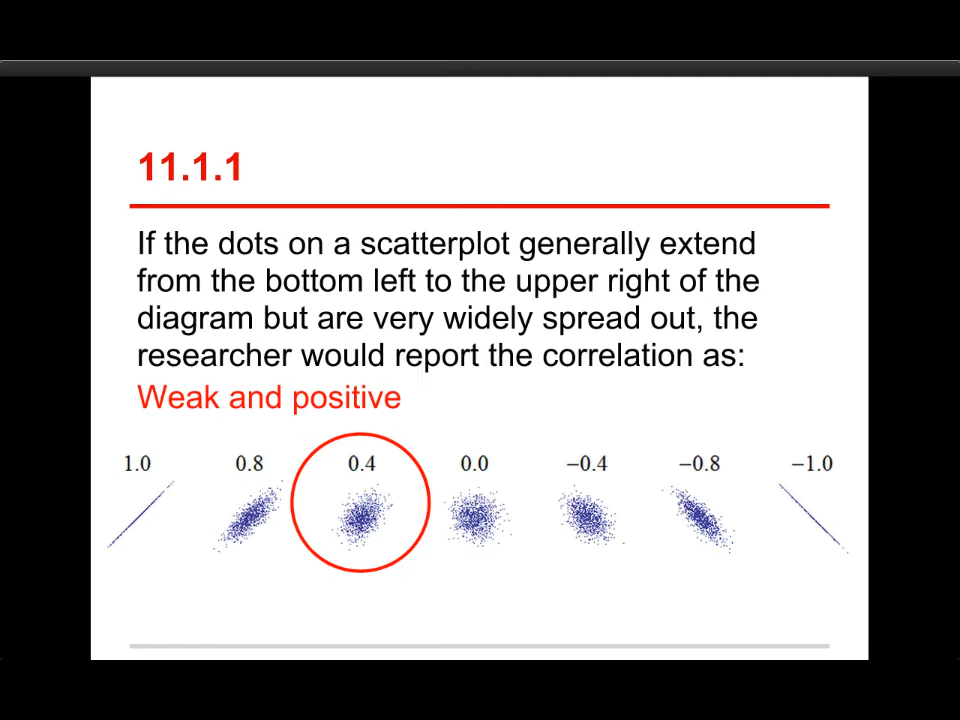 11.1.1
If the dots on a scatterplot generally extend
from the bottom left to the upper right of the
diagram but are very widely spread out, the
researcher would report the correlation as:
Weak and positive
1.0 0.8 0.4 0.0 −0.4 −0.8 −1.0